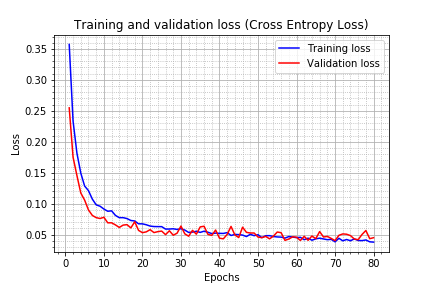 Training and validation loss (Cross Entropy Loss)
Training loss
Validation loss
0.35
0.30
0.25
0.20
0.15
0.10
0.05
Loss
0 10 20 30 40 50 60 70 80
Epochs